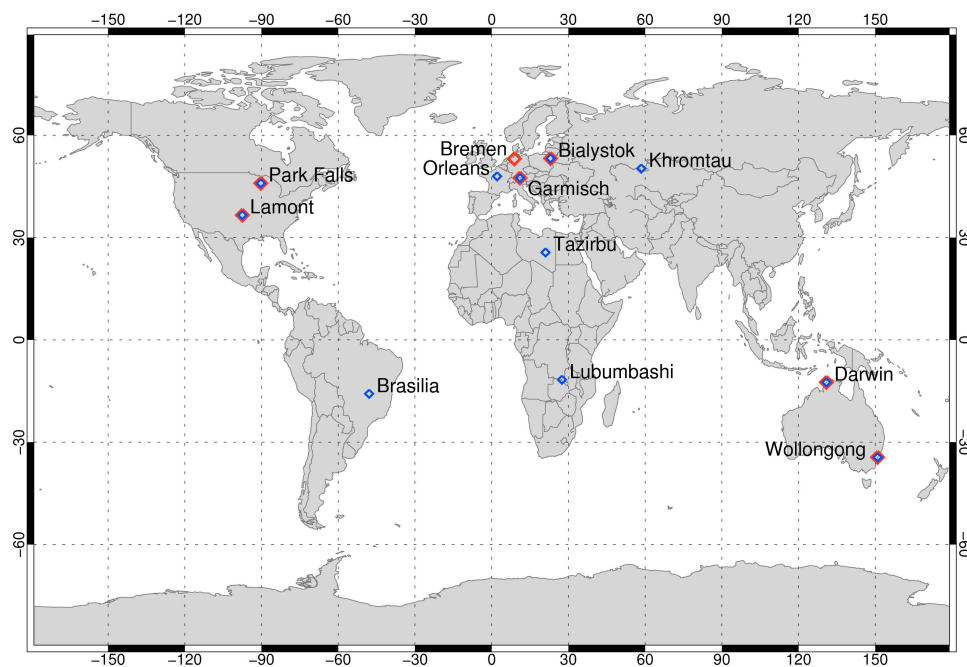 −150 −120 −90 −60 −30 0 30 60 90 120 150
60 60
Bremen Bialystok
Orleans Khromtau
Park Falls Garmisch
Lamont
30 30
Tazirbu
0 0
Lubumbashi Darwin
Brasilia
−30 −30
Wollongong
−60 −60
−150 −120 −90 −60 −30 0 30 60 90 120 150